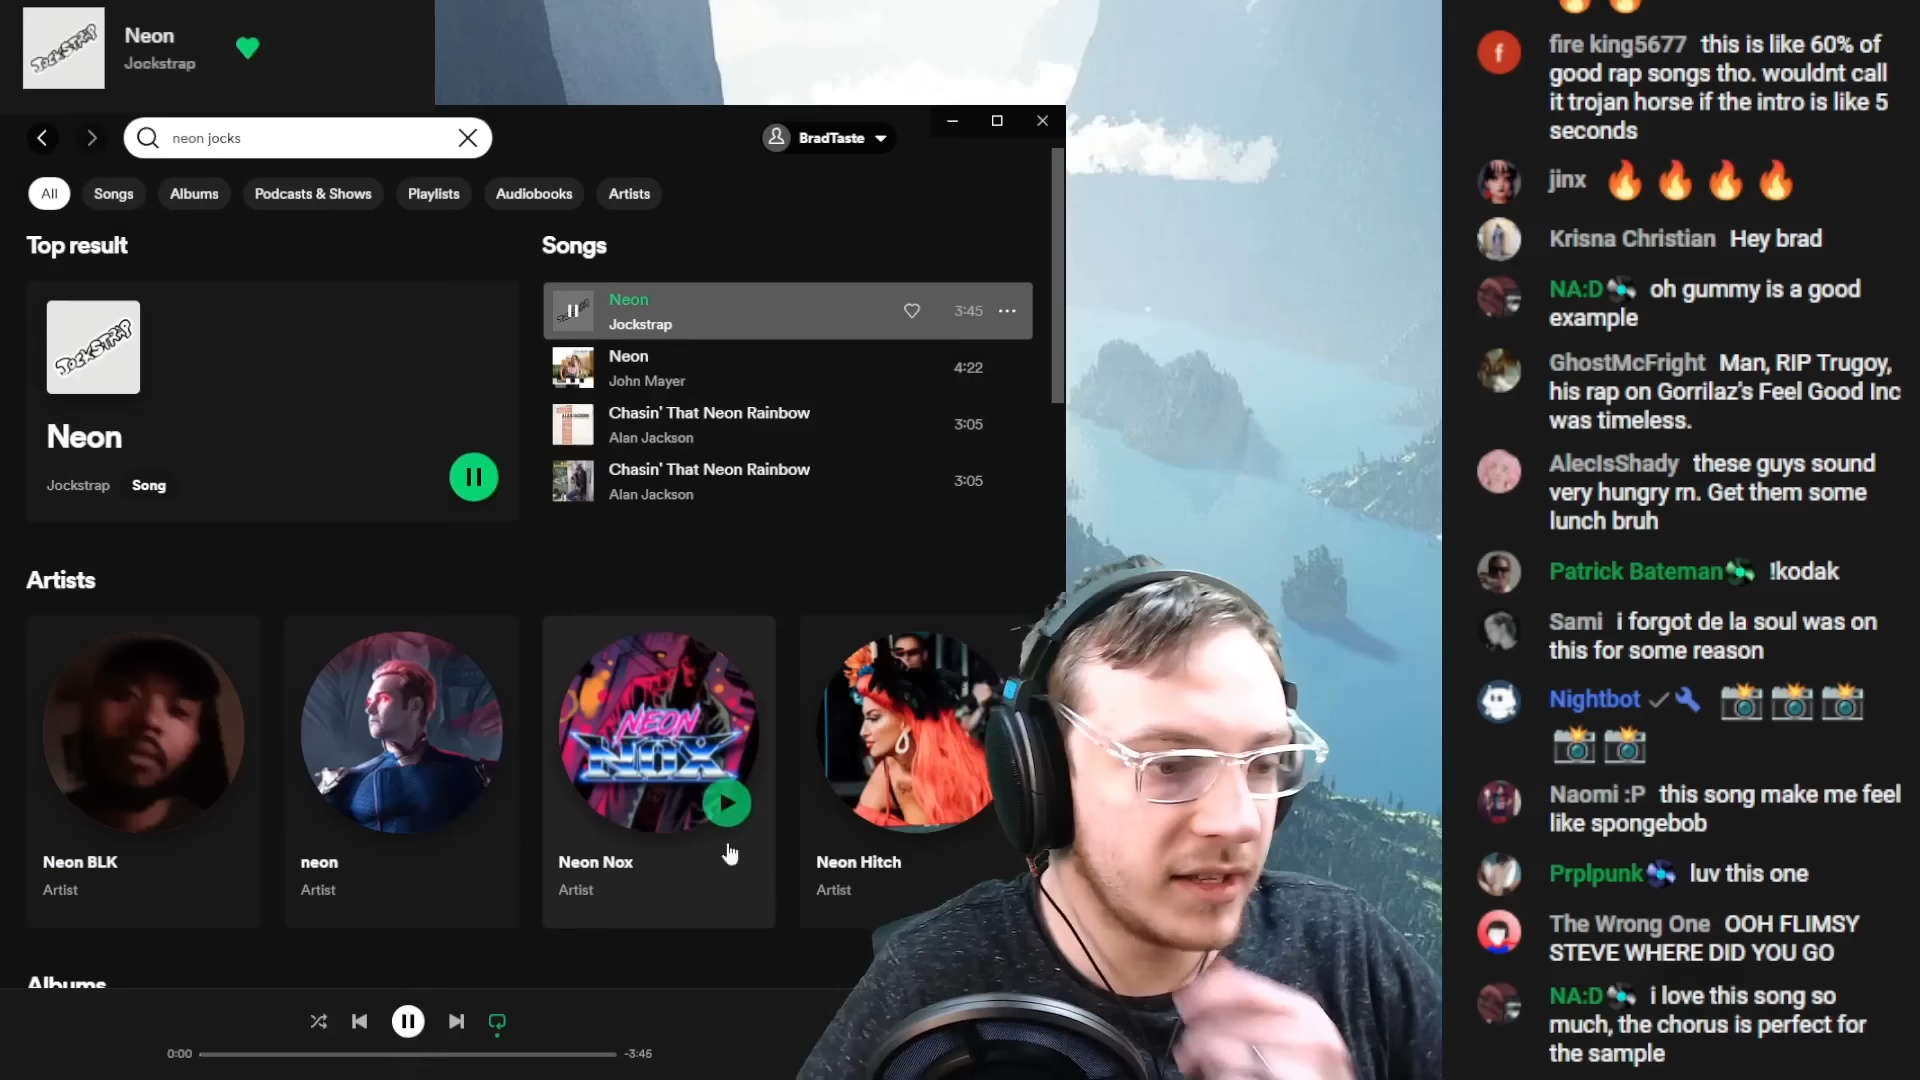 Neon
Jockstrap
JOCKSTRAP
neon jocks
BradTaste
All
Songs
Albums
Podcasts & Shows
Playlists
Audiobooks
Artists
Top result
JOCKSTRAP
Neon
Jockstrap
Song
Songs
Neon
Jockstrap
3:45
Neon
John Mayer
4:22
Chasin' That Neon Rainbow
Alan Jackson
3:05
Chasin' That Neon Rainbow
Alan Jackson
3:05
Artists
Neon BLK
Artist
neon
Artist
NEON
NOX
Neon Nox
Artist
Neon Hitch
Artist
Albums
0:00
-3:45
f
fire king5677 this is like 60% of
good rap songs tho. wouldnt call
it trojan horse if the intro is like 5
seconds
jinx 🔥 🔥 🔥 🔥
Krisna Christian Hey brad
NA:D oh gummy is a good
example
GhostMcFright Man, RIP Trugoy,
his rap on Gorrilaz's Feel Good Inc
was timeless.
AlecIsShady these guys sound
very hungry rn. Get them some
lunch bruh
Patrick Bateman !kodak
Sami i forgot de la soul was on
this for some reason
Nightbot 📸 📸 📸
📸 📸
Naomi :P this song make me feel
like spongebob
Prplpunk luv this one
The Wrong One OOH FLIMSY
STEVE WHERE DID YOU GO
NA:D i love this song so
much, the chorus is perfect for
the sample